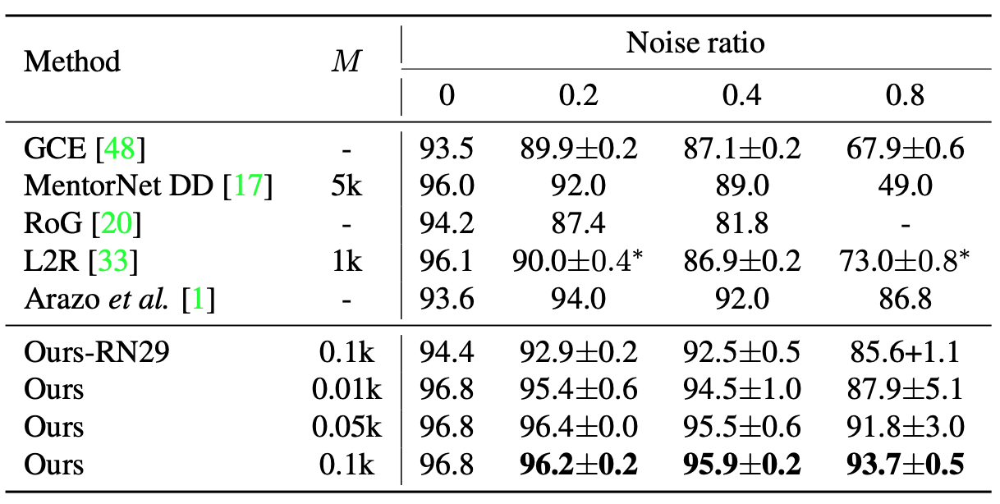 Method M Noise ratio
0 0.2 0.4 0.8
GCE [48] - 93.5 89.9±0.2 87.1±0.2 67.9±0.6
MentorNet DD [17] 5k 96.0 92.0 89.0 49.0
RoG [20] - 94.2 87.4 81.8 -
L2R [33] 1k 96.1 90.0±0.4* 86.9±0.2 73.0±0.8*
Arazo et al. [1] - 93.6 94.0 92.0 86.8
Ours-RN29 0.1k 94.4 92.9±0.2 92.5±0.5 85.6+1.1
Ours 0.01k 96.8 95.4±0.6 94.5±1.0 87.9±5.1
Ours 0.05k 96.8 96.4±0.0 95.5±0.6 91.8±3.0
Ours 0.1k 96.8 96.2±0.2 95.9±0.2 93.7±0.5